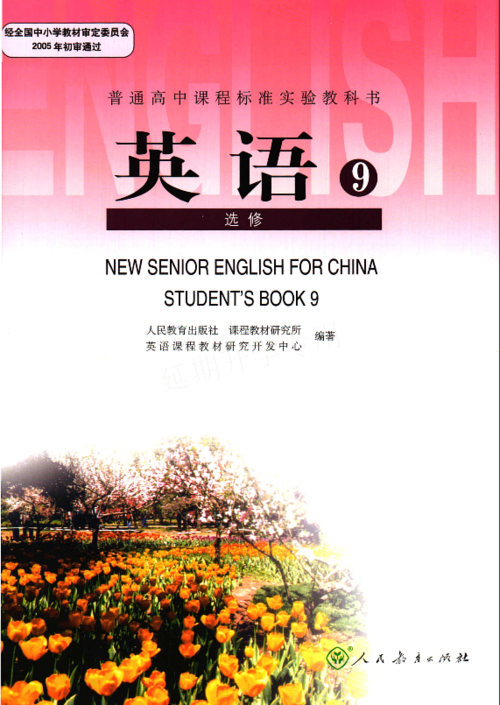 经全国中小学教材审定委员会
2005年初审通过
ENGLISH
普通高中课程标准实验教科书
英语 9
选修
NEW SENIOR ENGLISH FOR CHINA
STUDENT'S BOOK 9
人民教育出版社 课程教材研究所
英语课程教材研究开发中心
编著
人民教育出版社